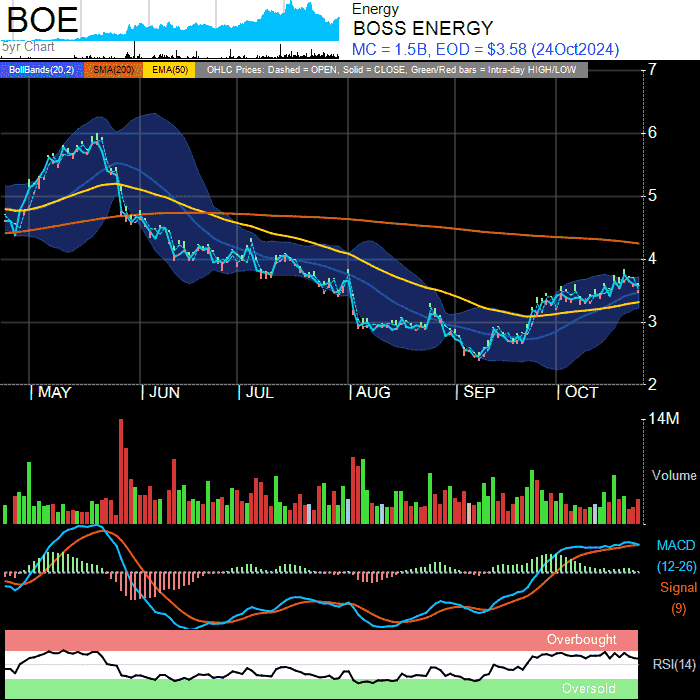 BOE
5yr Chart
Energy
BOSS ENERGY
MC = 1.5B, EOD = $3.58 (24Oct2024)
BollBands(20,2) SMA(200) EMA(50) OHLC Prices: Dashed = OPEN, Solid = CLOSE, Green/Red bars = Intra-day HIGH/LOW
7
6
5
4
3
2
MAY JUN JUL AUG SEP OCT
14M
Volume
MACD
(12-26)
Signal
(9)
Overbought
RSI(14)
Oversold